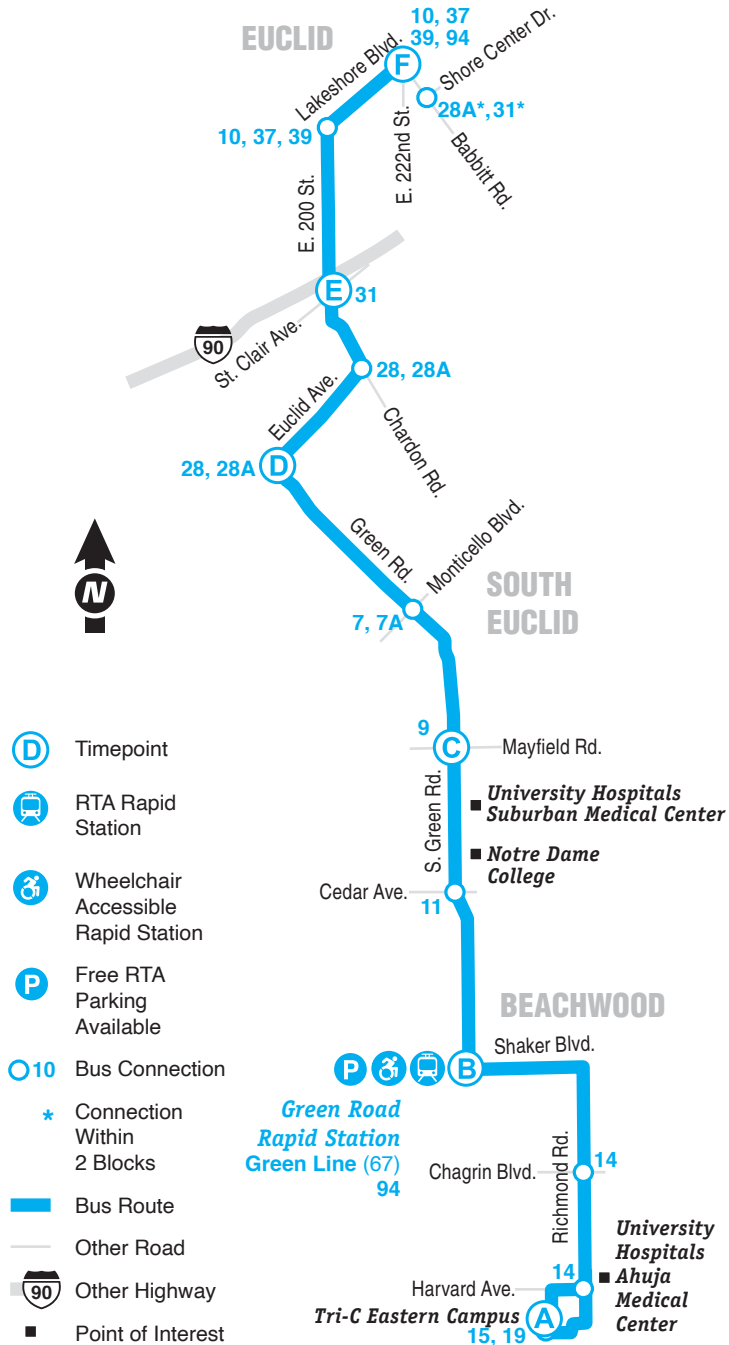 EUCLID
10, 37
39, 94
Lakeshore Blvd.
F
Shore Center Dr.
28A*, 31*
10, 37, 39
E. 222nd St.
Babbitt Rd.
E. 200 St.
E
31
90
St. Clair Ave.
28, 28A
Euclid Ave.
Chardon Rd.
28, 28A
D
Green Rd.
Monticello Blvd.
N
SOUTH
EUCLID
7, 7A
9
C
Mayfield Rd.
S. Green Rd.
University Hospitals
Suburban Medical Center
Notre Dame
College
Cedar Ave.
11
BEACHWOOD
Shaker Blvd.
P
B
Green Road
Rapid Station
Green Line (67)
94
Richmond Rd.
Chagrin Blvd.
14
University
Hospitals
Ahuja
Medical
Center
14
Harvard Ave.
Tri-C Eastern Campus
A
15, 19
D
Timepoint
RTA Rapid
Station
Wheelchair
Accessible
Rapid Station
P
Free RTA
Parking
Available
10
Bus Connection
*
Connection
Within
2 Blocks
Bus Route
Other Road
90
Other Highway
Point of Interest